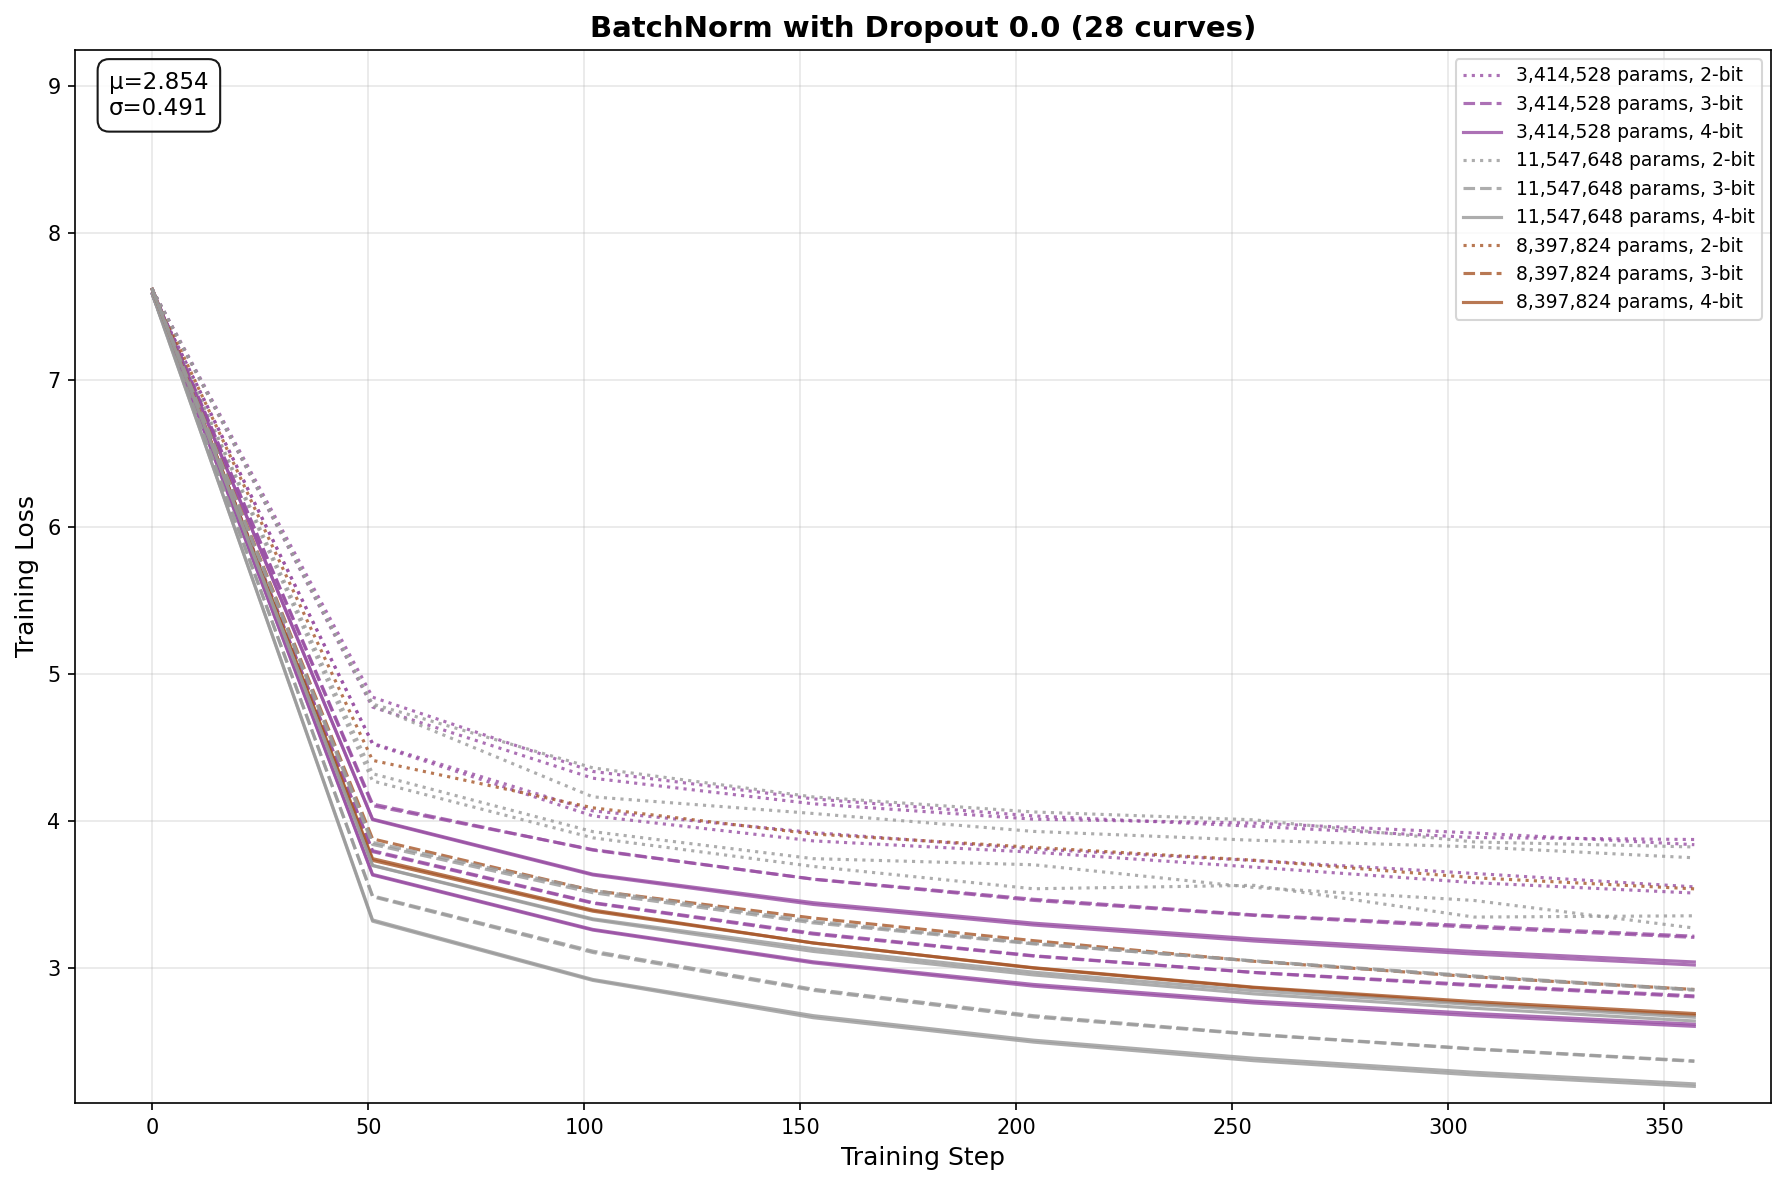 BatchNorm with Dropout 0.0 (28 curves)
μ=2.854
σ=0.491
3,414,528 params, 2-bit
3,414,528 params, 3-bit
3,414,528 params, 4-bit
11,547,648 params, 2-bit
11,547,648 params, 3-bit
11,547,648 params, 4-bit
8,397,824 params, 2-bit
8,397,824 params, 3-bit
8,397,824 params, 4-bit
Training Loss
9
8
7
6
5
4
3
0 50 100 150 200 250 300 350
Training Step